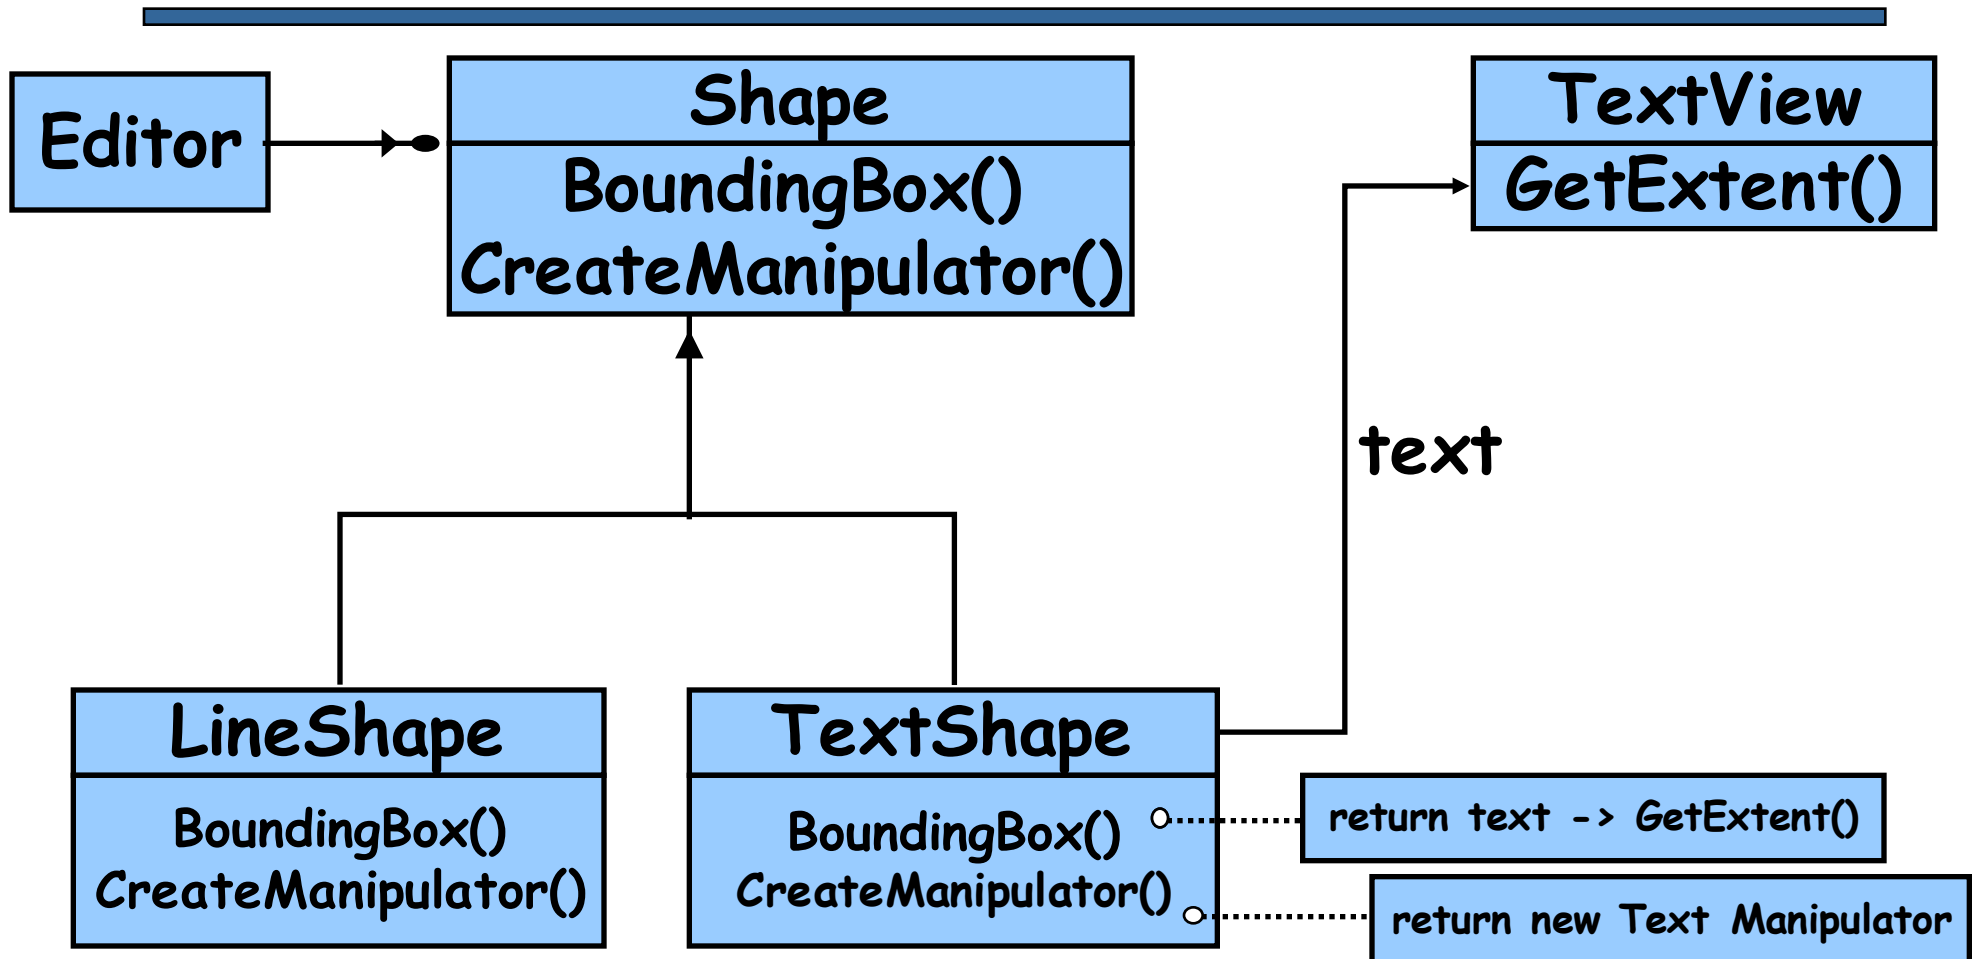 Editor
Shape
BoundingBox()
CreateManipulator()
TextView
GetExtent()
text
LineShape
BoundingBox()
CreateManipulator()
TextShape
BoundingBox()
CreateManipulator()
return text -> GetExtent()
return new Text Manipulator